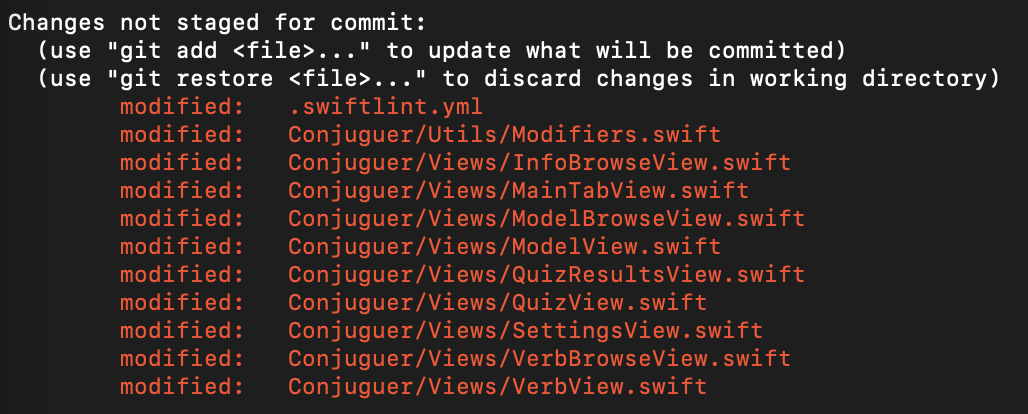 Changes not staged for commit:
  (use "git add <file>..." to update what will be committed)
  (use "git restore <file>..." to discard changes in working directory)
        modified:   .swiftlint.yml
        modified:   Conjuguer/Utils/Modifiers.swift
        modified:   Conjuguer/Views/InfoBrowseView.swift
        modified:   Conjuguer/Views/MainTabView.swift
        modified:   Conjuguer/Views/ModelBrowseView.swift
        modified:   Conjuguer/Views/ModelView.swift
        modified:   Conjuguer/Views/QuizResultsView.swift
        modified:   Conjuguer/Views/QuizView.swift
        modified:   Conjuguer/Views/SettingsView.swift
        modified:   Conjuguer/Views/VerbBrowseView.swift
        modified:   Conjuguer/Views/VerbView.swift